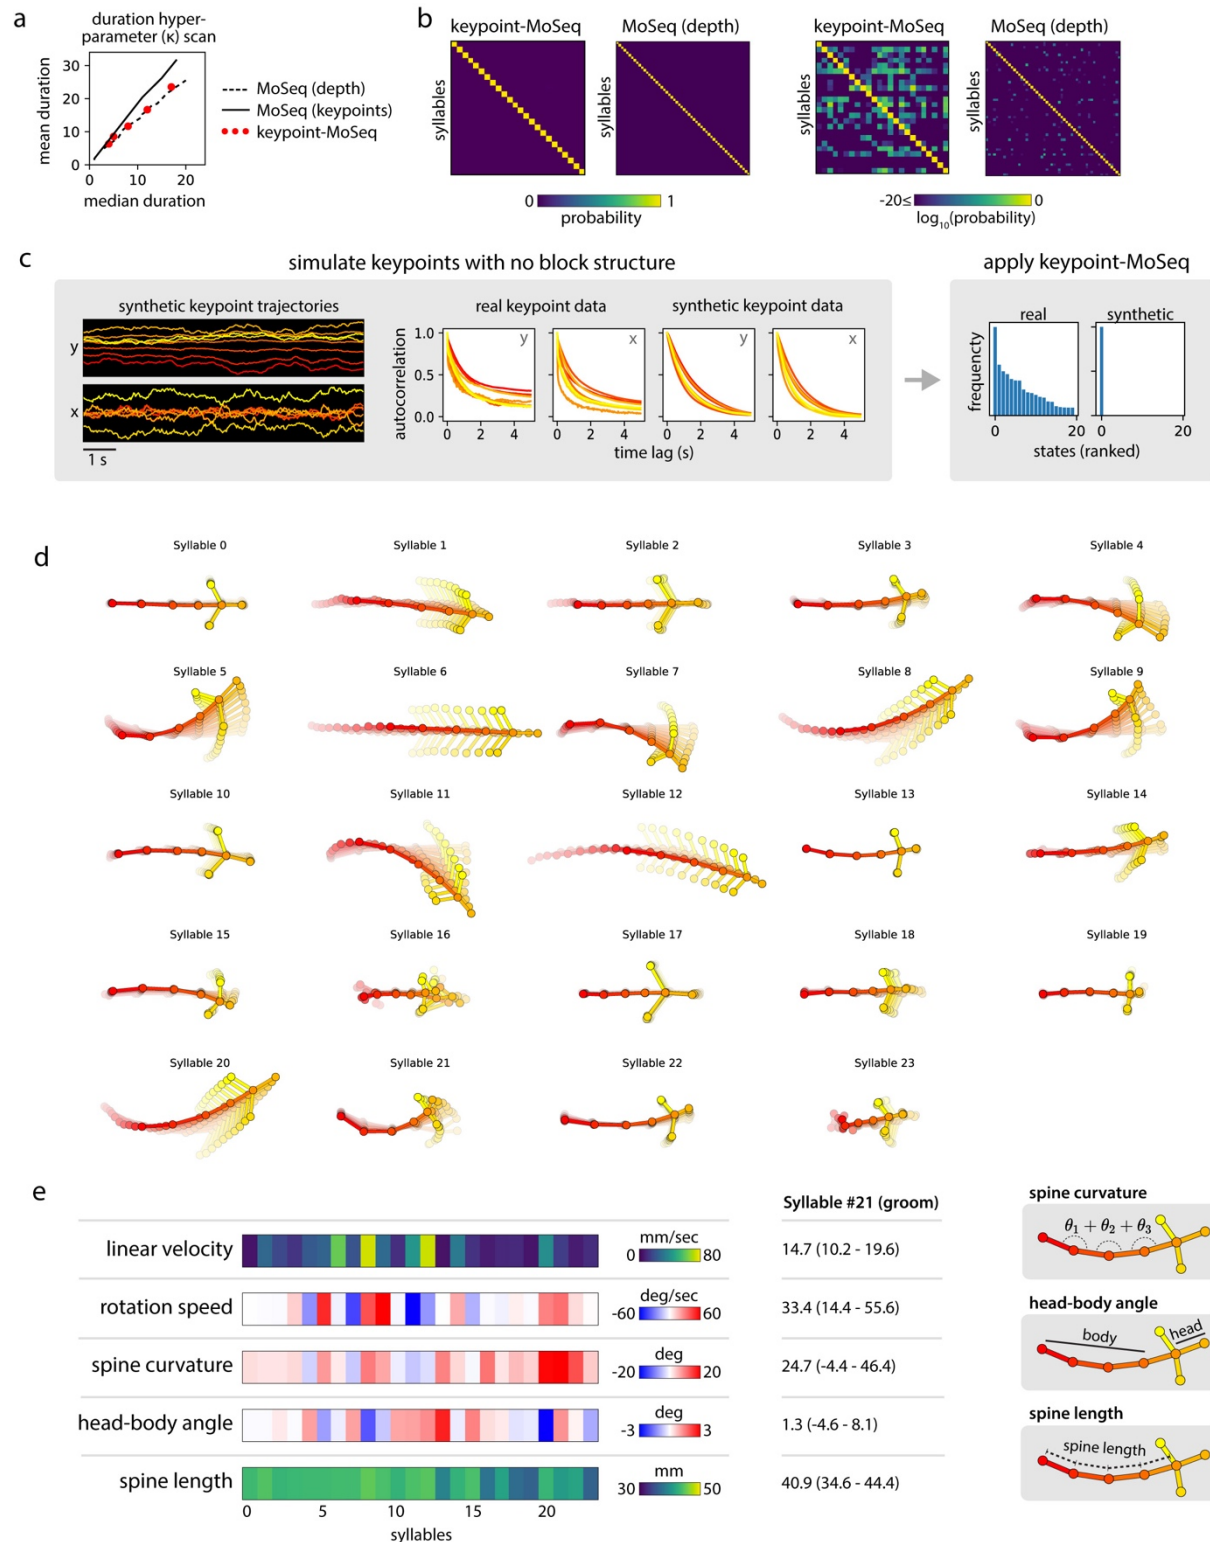 a
duration hyper-
parameter (κ) scan
mean duration
30
20
10
0
0
10
20
median duration
MoSeq (depth)
MoSeq (keypoints)
keypoint-MoSeq
b
keypoint-MoSeq
MoSeq (depth)
syllables
syllables
0
1
probability
keypoint-MoSeq
MoSeq (depth)
syllables
syllables
-20≤
0
log10(probability)
c
simulate keypoints with no block structure
synthetic keypoint trajectories
y
x
1 s
real keypoint data
synthetic keypoint data
autocorrelation
1.0
0.5
0.0
y
x
y
x
0 2 4
0 2 4
0 2 4
0 2 4
time lag (s)
apply keypoint-MoSeq
real
synthetic
frequency
0
20
0
20
states (ranked)
d
Syllable 0
Syllable 1
Syllable 2
Syllable 3
Syllable 4
Syllable 5
Syllable 6
Syllable 7
Syllable 8
Syllable 9
Syllable 10
Syllable 11
Syllable 12
Syllable 13
Syllable 14
Syllable 15
Syllable 16
Syllable 17
Syllable 18
Syllable 19
Syllable 20
Syllable 21
Syllable 22
Syllable 23
e
Syllable #21 (groom)
linear velocity
mm/sec
0
80
14.7 (10.2 - 19.6)
rotation speed
deg/sec
-60
60
33.4 (14.4 - 55.6)
spine curvature
deg
-20
20
24.7 (-4.4 - 46.4)
head-body angle
deg
-3
3
1.3 (-4.6 - 8.1)
spine length
mm
30
50
40.9 (34.6 - 44.4)
0
5
10
15
20
syllables
spine curvature
θ1 + θ2 + θ3
head-body angle
body
head
spine length
spine length